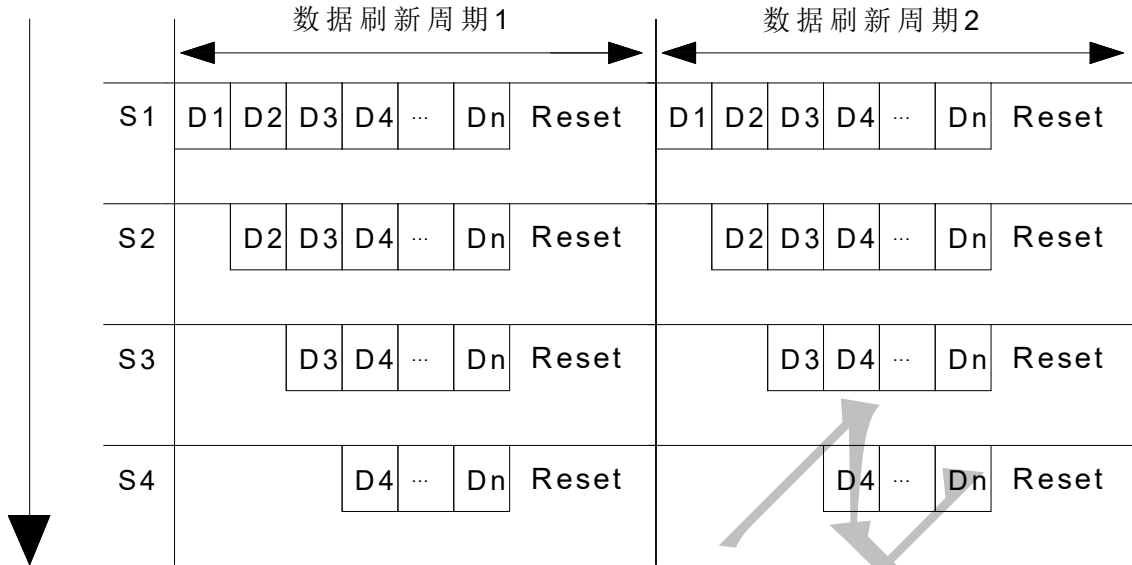 数据刷新周期1 数据刷新周期2
S1 D1 D2 D3 D4 ... Dn Reset D1 D2 D3 D4 ... Dn Reset
S2 D2 D3 D4 ... Dn Reset D2 D3 D4 ... Dn Reset
S3 D3 D4 ... Dn Reset D3 D4 ... Dn Reset
S4 D4 ... Dn Reset D4 ... Dn Reset